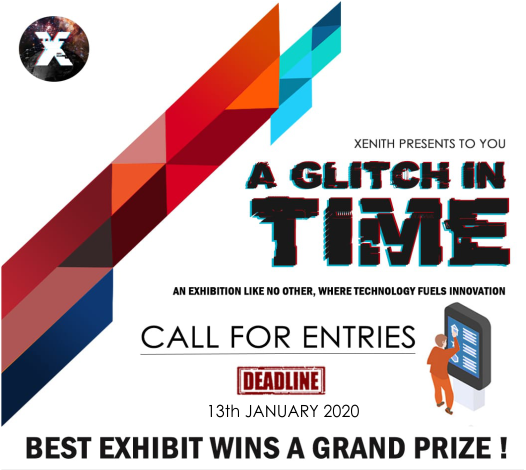 X
XENITH PRESENTS TO YOU
A GLITCH IN
TIME
AN EXHIBITION LIKE NO OTHER, WHERE TECHNOLOGY FUELS INNOVATION
CALL FOR ENTRIES
DEADLINE
13th JANUARY 2020
BEST EXHIBIT WINS A GRAND PRIZE !